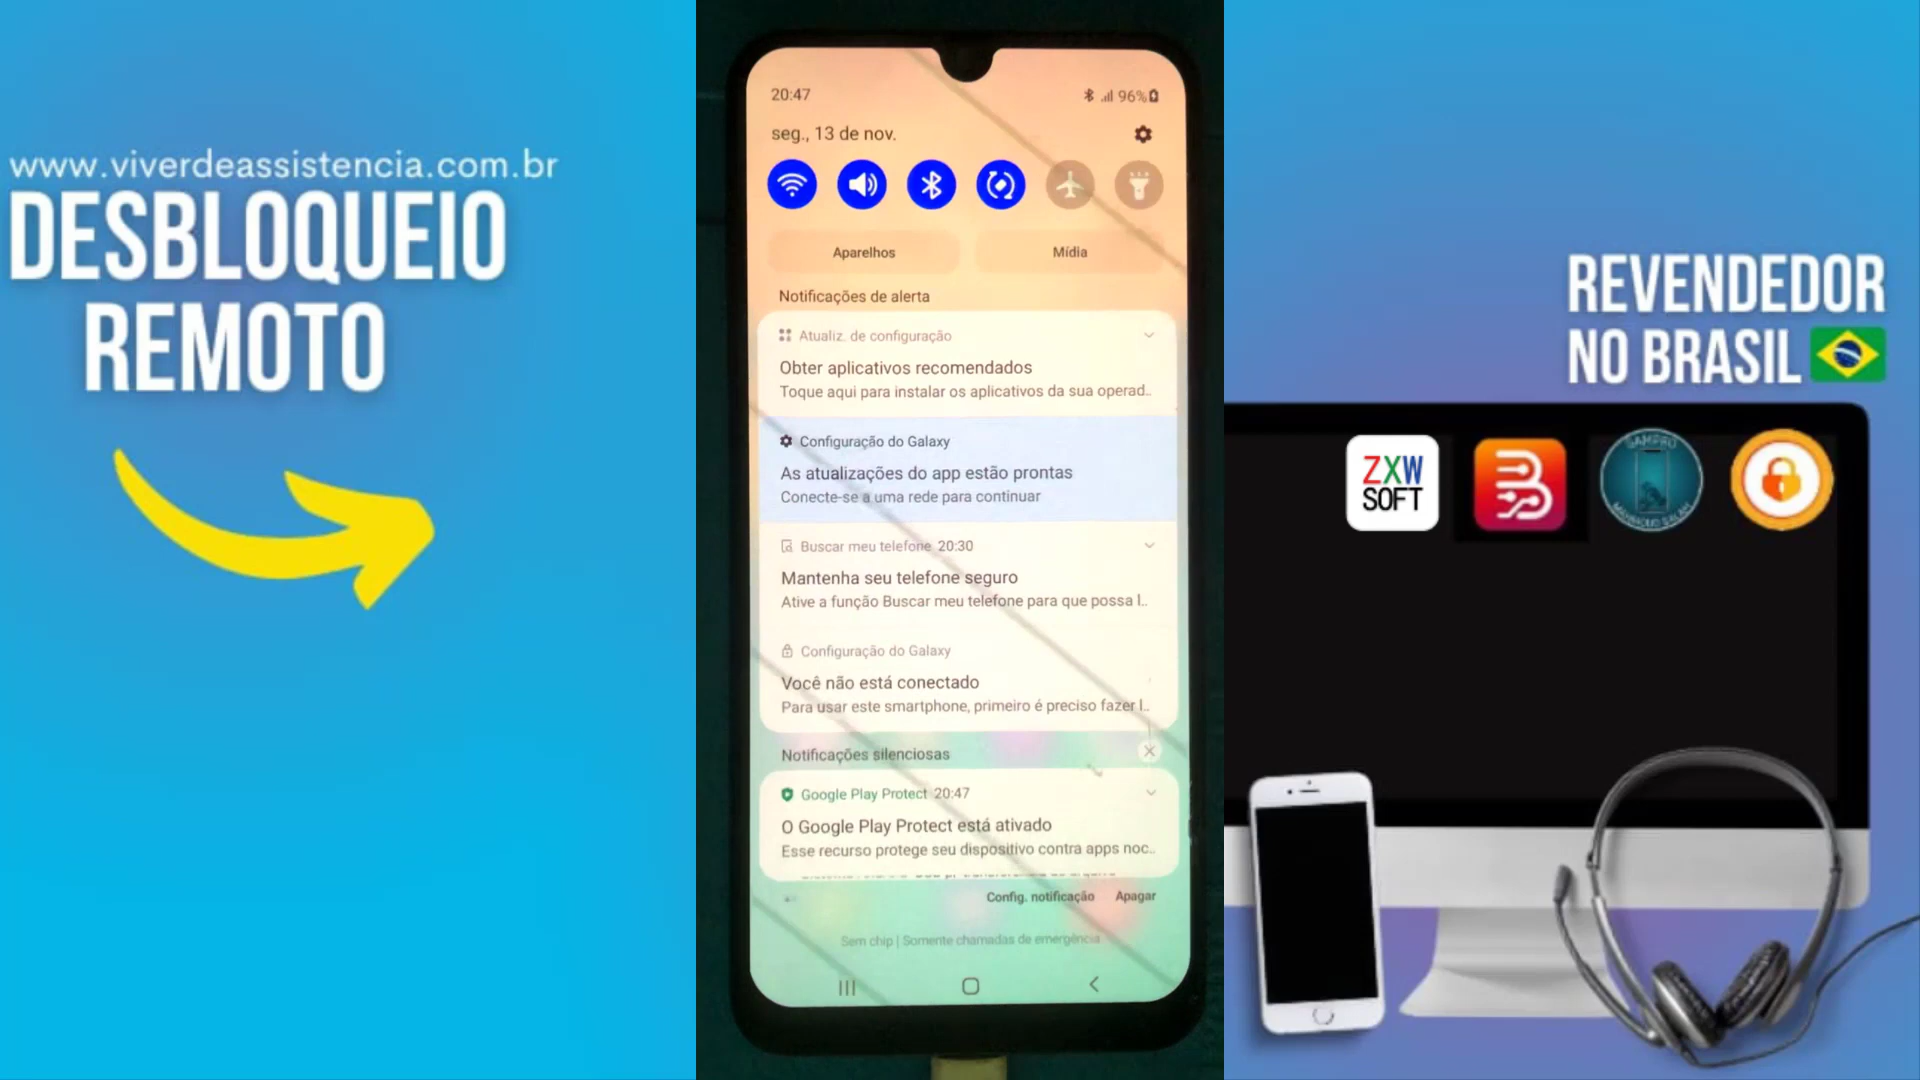 www.viverdeassistencia.com.br
DESBLOQUEIO
REMOTO
20:47
96%
seg., 13 de nov.
Aparelhos
Mídia
Notificações de alerta
Atualiz. de configuração
Obter aplicativos recomendados
Toque aqui para instalar os aplicativos da sua operad..
Configuração do Galaxy
As atualizações do app estão prontas
Conecte-se a uma rede para continuar
Buscar meu telefone 20:30
Mantenha seu telefone seguro
Ative a função Buscar meu telefone para que possa l..
Configuração do Galaxy
Você não está conectado
Para usar este smartphone, primeiro é preciso fazer l..
Notificações silenciosas
Google Play Protect 20:47
O Google Play Protect está ativado
Esse recurso protege seu dispositivo contra apps noc..
Config. notificação Apagar
Sem chip | Somente chamadas de emergência
REVENDEDOR
NO BRASIL
ZXW
SOFT
SAMPRO